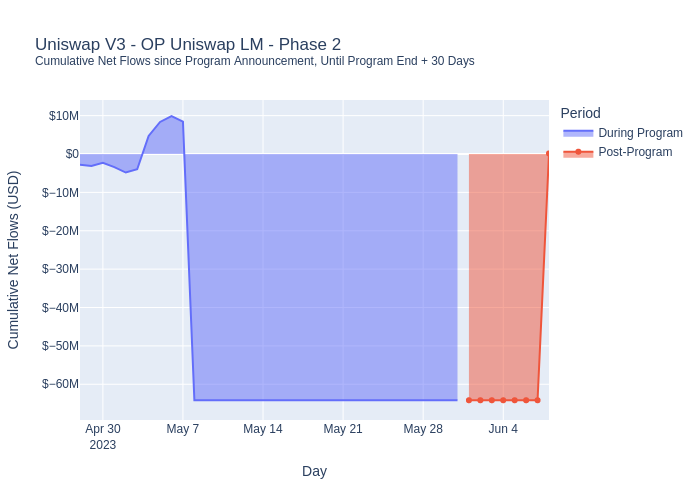 Uniswap V3 - OP Uniswap LM - Phase 2
Cumulative Net Flows since Program Announcement, Until Program End + 30 Days
Period
During Program
Post-Program
Cumulative Net Flows (USD)
$10M
$0
$−10M
$−20M
$−30M
$−40M
$−50M
$−60M
Apr 30
2023
May 7
May 14
May 21
May 28
Jun 4
Day